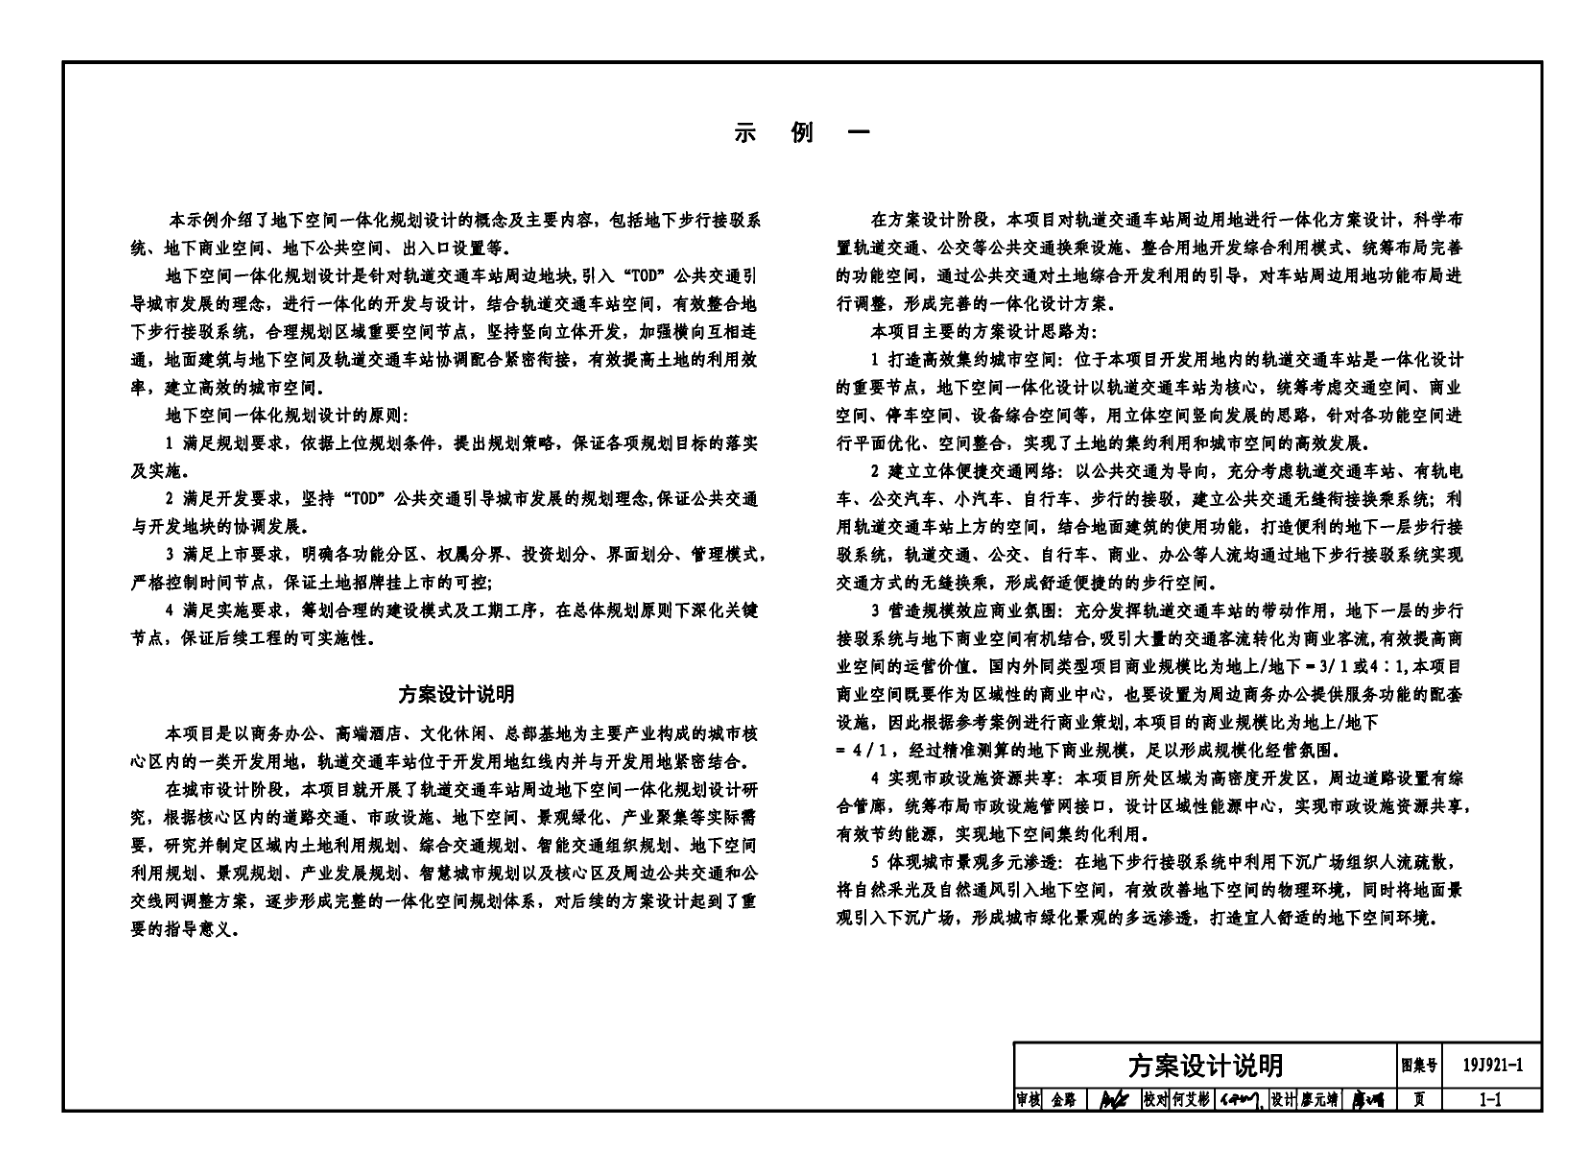 示 例 一
本示例介绍了地下空间一体化规划设计的概念及主要内容，包括地下步行接驳系
统、地下商业空间、地下公共空间、出入口设置等。
地下空间一体化规划设计是针对轨道交通车站周边地块,引入“TOD”公共交通引
导城市发展的理念，进行一体化的开发与设计，结合轨道交通车站空间，有效整合地
下步行接驳系统，合理规划区域重要空间节点，坚持竖向立体开发，加强横向互相连
通，地面建筑与地下空间及轨道交通车站协调配合紧密衔接，有效提高土地的利用效
率，建立高效的城市空间。
地下空间一体化规划设计的原则：
1 满足规划要求，依据上位规划条件，提出规划策略，保证各项规划目标的落实
及实施。
2 满足开发要求，坚持“TOD”公共交通引导城市发展的规划理念,保证公共交通
与开发地块的协调发展。
3 满足上市要求，明确各功能分区、权属分界、投资划分、界面划分、管理模式，
严格控制时间节点，保证土地招牌挂上市的可控;
4 满足实施要求，筹划合理的建设模式及工期工序，在总体规划原则下深化关键
节点，保证后续工程的可实施性。
方案设计说明
本项目是以商务办公、高端酒店、文化休闲、总部基地为主要产业构成的城市核
心区内的一类开发用地，轨道交通车站位于开发用地红线内并与开发用地紧密结合。
在城市设计阶段，本项目就开展了轨道交通车站周边地下空间一体化规划设计研
究，根据核心区内的道路交通、市政设施、地下空间、景观绿化、产业聚集等实际需
要，研究并制定区域内土地利用规划、综合交通规划、智能交通组织规划、地下空间
利用规划、景观规划、产业发展规划、智慧城市规划以及核心区及周边公共交通和公
交线网调整方案，逐步形成完整的一体化空间规划体系，对后续的方案设计起到了重
要的指导意义。
在方案设计阶段，本项目对轨道交通车站周边用地进行一体化方案设计，科学布
置轨道交通、公交等公共交通换乘设施、整合用地开发综合利用模式、统筹布局完善
的功能空间，通过公共交通对土地综合开发利用的引导，对车站周边用地功能布局进
行调整，形成完善的一体化设计方案。
本项目主要的方案设计思路为：
1 打造高效集约城市空间：位于本项目开发用地内的轨道交通车站是一体化设计
的重要节点，地下空间一体化设计以轨道交通车站为核心，统筹考虑交通空间、商业
空间、停车空间、设备综合空间等，用立体空间竖向发展的思路，针对各功能空间进
行平面优化、空间整合，实现了土地的集约利用和城市空间的高效发展。
2 建立立体便捷交通网络：以公共交通为导向，充分考虑轨道交通车站、有轨电
车、公交汽车、小汽车、自行车、步行的接驳，建立公共交通无缝衔接换乘系统；利
用轨道交通车站上方的空间，结合地面建筑的使用功能，打造便利的地下一层步行接
驳系统，轨道交通、公交、自行车、商业、办公等人流均通过地下步行接驳系统实现
交通方式的无缝换乘，形成舒适便捷的的步行空间。
3 营造规模效应商业氛围：充分发挥轨道交通车站的带动作用，地下一层的步行
接驳系统与地下商业空间有机结合,吸引大量的交通客流转化为商业客流,有效提高商
业空间的运营价值。国内外同类型项目商业规模比为地上/地下＝3/1或4：1,本项目
商业空间既要作为区域性的商业中心，也要设置为周边商务办公提供服务功能的配套
设施，因此根据参考案例进行商业策划,本项目的商业规模比为地上/地下
＝4/1，经过精准测算的地下商业规模，足以形成规模化经营氛围。
4 实现市政设施资源共享：本项目所处区域为高密度开发区，周边道路设置有综
合管廊，统筹布局市政设施管网接口，设计区域性能源中心，实现市政设施资源共享，
有效节约能源，实现地下空间集约化利用。
5 体现城市景观多元渗透：在地下步行接驳系统中利用下沉广场组织人流疏散，
将自然采光及自然通风引入地下空间，有效改善地下空间的物理环境，同时将地面景
观引入下沉广场，形成城市绿化景观的多远渗透，打造宜人舒适的地下空间环境。
方案设计说明 图集号 19J921-1
审核 金路 校对 何艾彬 设计 廖元靖 页 1-1